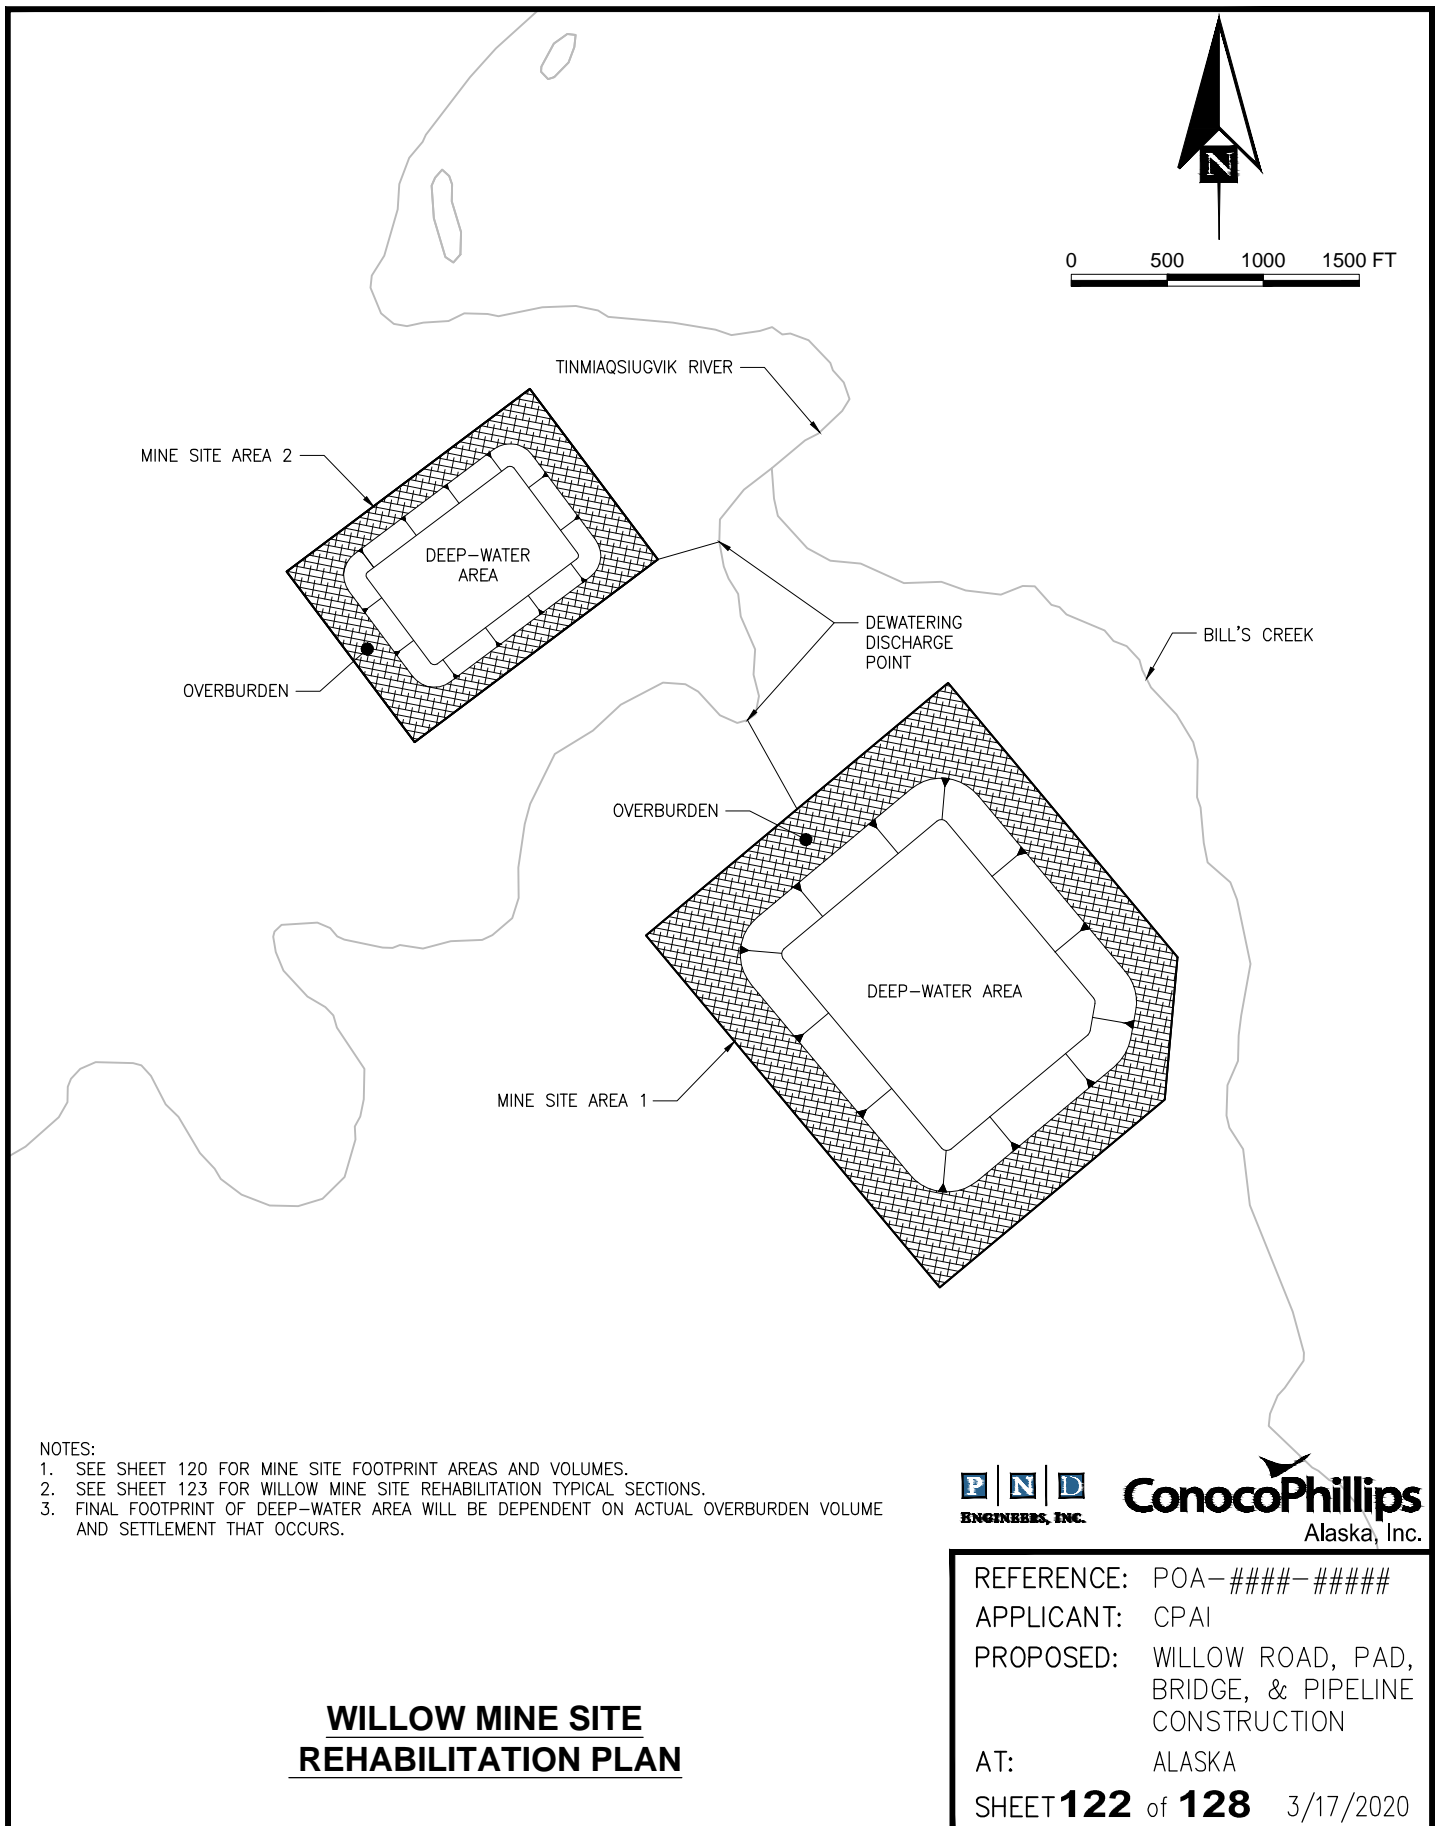 N
0 500 1000 1500 FT
TINMIAQSIUGVIK RIVER
MINE SITE AREA 2
DEEP-WATER
AREA
DEWATERING
DISCHARGE
POINT
BILL'S CREEK
OVERBURDEN
OVERBURDEN
DEEP-WATER AREA
MINE SITE AREA 1
NOTES:
1. SEE SHEET 120 FOR MINE SITE FOOTPRINT AREAS AND VOLUMES.
2. SEE SHEET 123 FOR WILLOW MINE SITE REHABILITATION TYPICAL SECTIONS.
3. FINAL FOOTPRINT OF DEEP-WATER AREA WILL BE DEPENDENT ON ACTUAL OVERBURDEN VOLUME
AND SETTLEMENT THAT OCCURS.
P N D
ENGINEERS, INC.
ConocoPhillips
Alaska, Inc.
WILLOW MINE SITE
REHABILITATION PLAN
REFERENCE: POA-####-#####
APPLICANT: CPAI
PROPOSED: WILLOW ROAD, PAD,
BRIDGE, & PIPELINE
CONSTRUCTION
AT: ALASKA
SHEET 122 of 128 3/17/2020